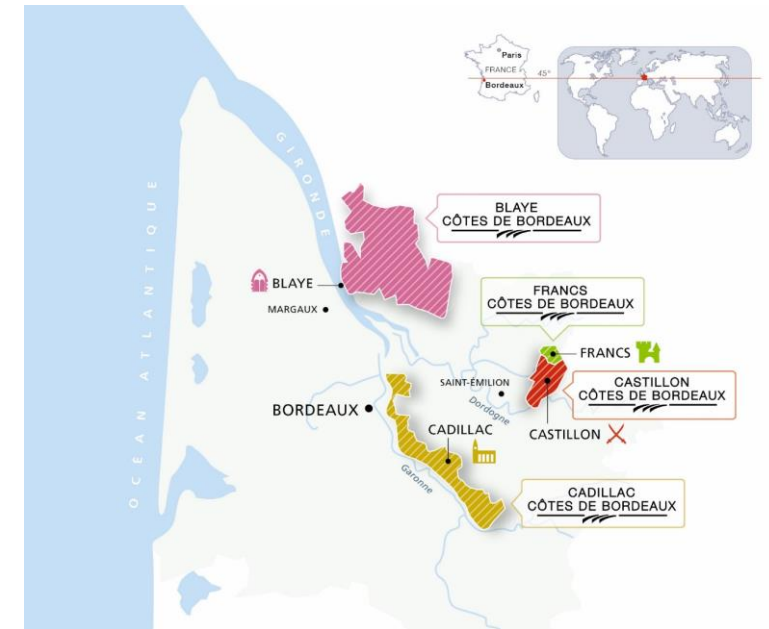 Paris
FRANCE
Bordeaux
45°
GIRONDE
OCEAN ATLANTIQUE
BLAYE
CÔTES DE BORDEAUX
BLAYE
MARGAUX
FRANCS
CÔTES DE BORDEAUX
FRANCS
SAINT-ÉMILION
CASTILLON
CÔTES DE BORDEAUX
Dordogne
BORDEAUX
CADILLAC
CASTILLON
Garonne
CADILLAC
CÔTES DE BORDEAUX